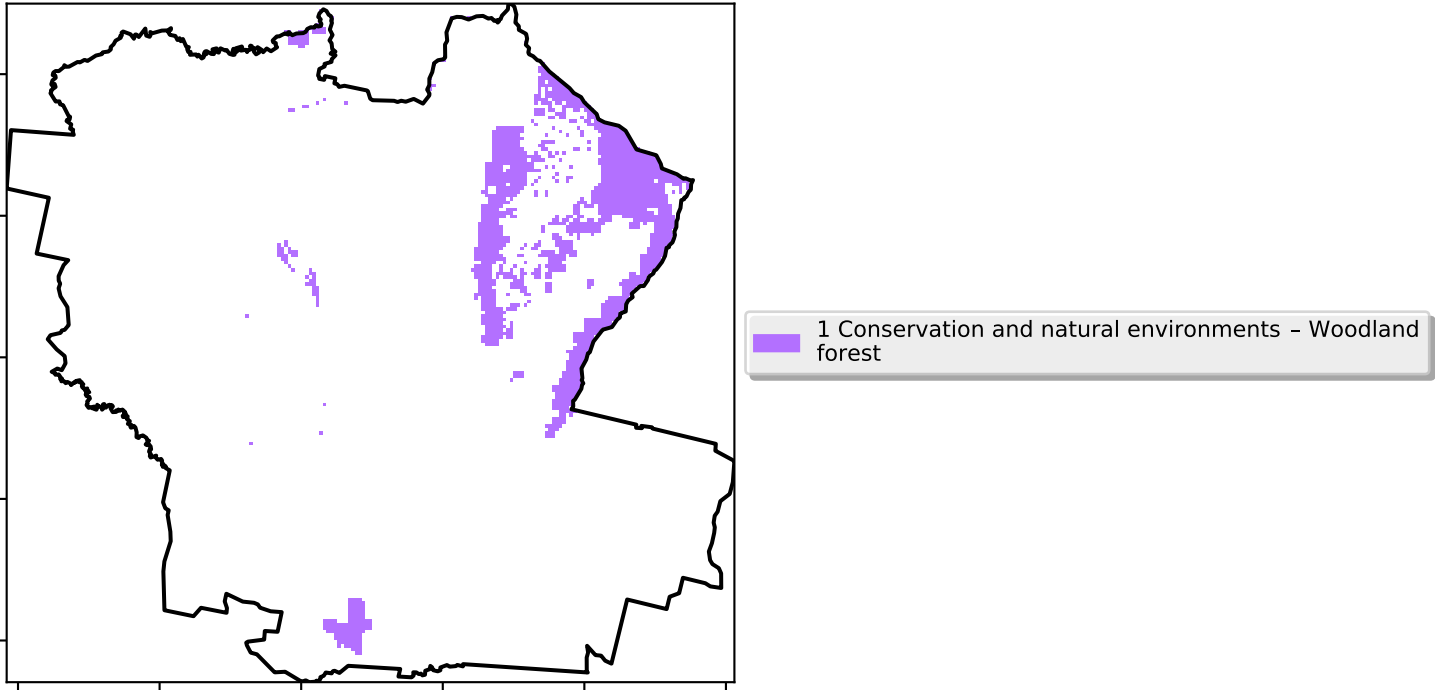 1 Conservation and natural environments – Woodland
forest